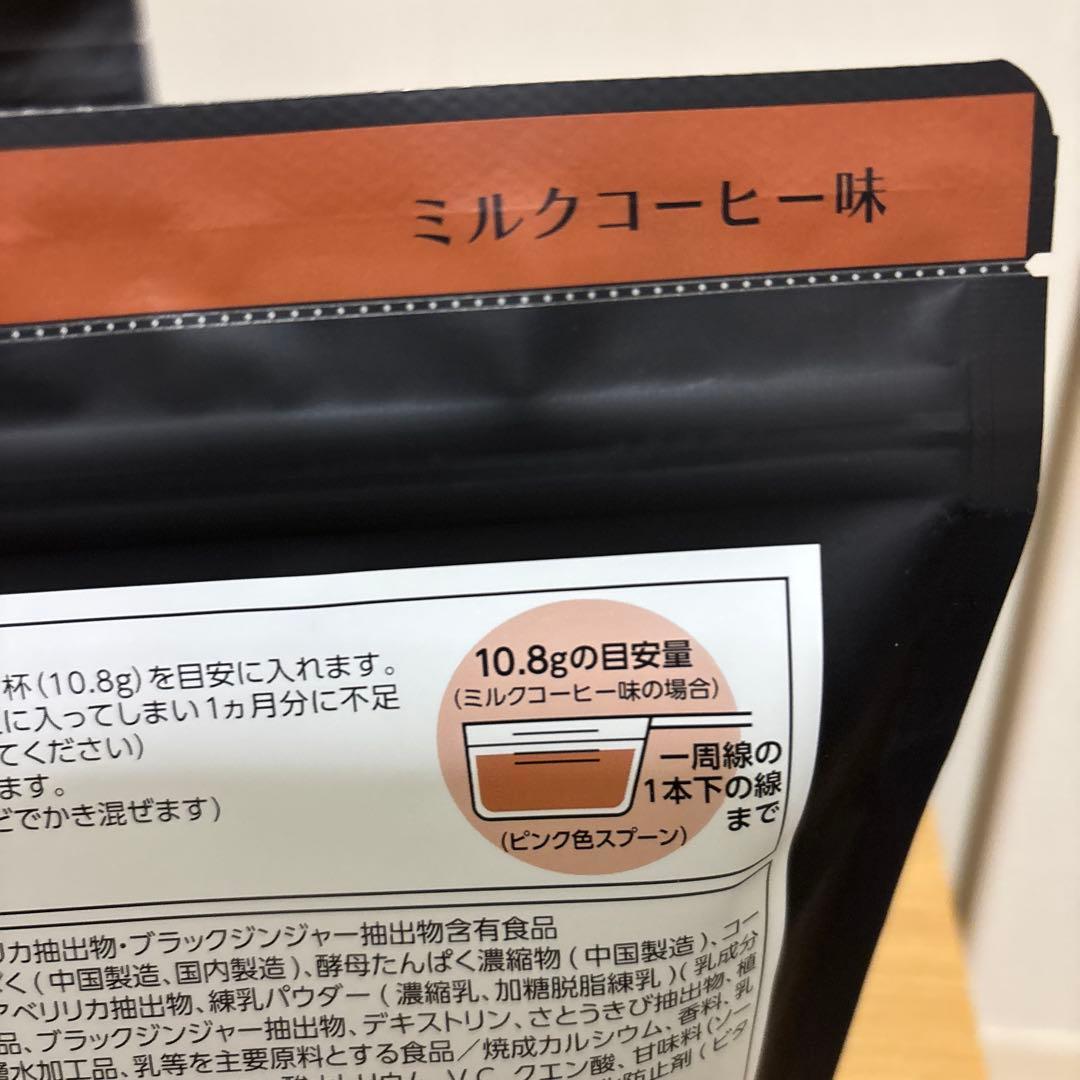 ミルクコーヒー味
杯(10.8g)を目安に入れます。
に入ってしまい1ヵ月分に不足
てください)
ます。
どでかき混ぜます)
10.8gの目安量
(ミルクコーヒー味の場合)
一周線の
1本下の線
まで
(ピンク色スプーン)
リカ抽出物・ブラックジンジャー抽出物含有食品
ぱく(中国製造、国内製造)、酵母たんぱく濃縮物(中国製造)、コー
アベリリカ抽出物、練乳パウダー(濃縮乳、加糖脱脂練乳)(乳成分
品、ブラックジンジャー抽出物、デキストリン、さとうきび抽出物、植
水加工品、乳等を主要原料とする食品/焼成カルシウム、香料、乳
V.C、クエン酸、甘味料(ソー
防止剤(ビタ